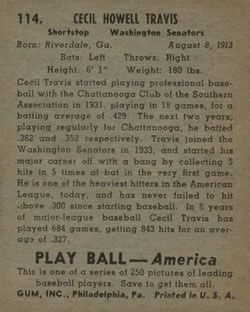 114. CECIL HOWELL TRAVIS
Shortstop Washington Senators
Born: Riverdale, Ga. August 8, 1913
Bats: Left Throws: Right
Height: 6' 1" Weight: 180 lbs.
Cecil Travis started playing professional base-
ball with the Chattanooga Club of the Southern
Association in 1931, playing in 18 games, for a
batting average of .429. The next two years,
playing regularly for Chattanooga, he batted
.362 and .352 respectively. Travis joined the
Washington Senators in 1933, and started his
major career off with a bang by collecting 5
hits in 5 times at bat in the very first game.
He is one of the heaviest hitters in the American
League, today, and has never failed to hit
above .300 since starting baseball. In 6 years
of major-league baseball Cecil Travis has
played 684 games, getting 843 hits for an aver-
age of .327.
PLAY BALL—America
This is one of a series of 250 pictures of leading
baseball players. Save to get them all.
GUM, INC., Philadelphia, Pa. Printed in U. S. A.